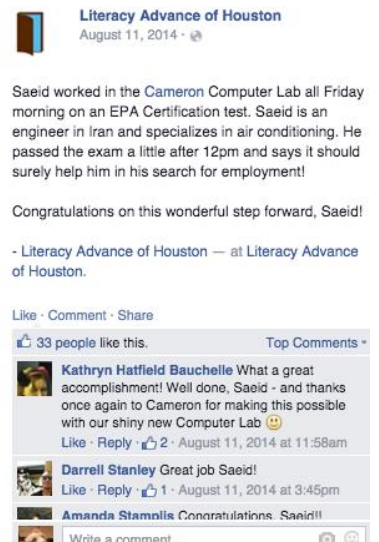 Literacy Advance of Houston
August 11, 2014 ·
Saeid worked in the Cameron Computer Lab all Friday
morning on an EPA Certification test. Saeid is an
engineer in Iran and specializes in air conditioning. He
passed the exam a little after 12pm and says it should
surely help him in his search for employment!
Congratulations on this wonderful step forward, Saeid!
- Literacy Advance of Houston — at Literacy Advance
of Houston.
Like · Comment · Share
33 people like this.
Top Comments
Kathryn Hatfield Bauchelle What a great
accomplishment! Well done, Saeid - and thanks
once again to Cameron for making this possible
with our shiny new Computer Lab
Like · Reply · 2 · August 11, 2014 at 11:58am
Darrell Stanley Great job Saeid!
Like · Reply · 1 · August 11, 2014 at 3:45pm
Amanda Stamplis Congratulations, Saeid!!
Write a comment...